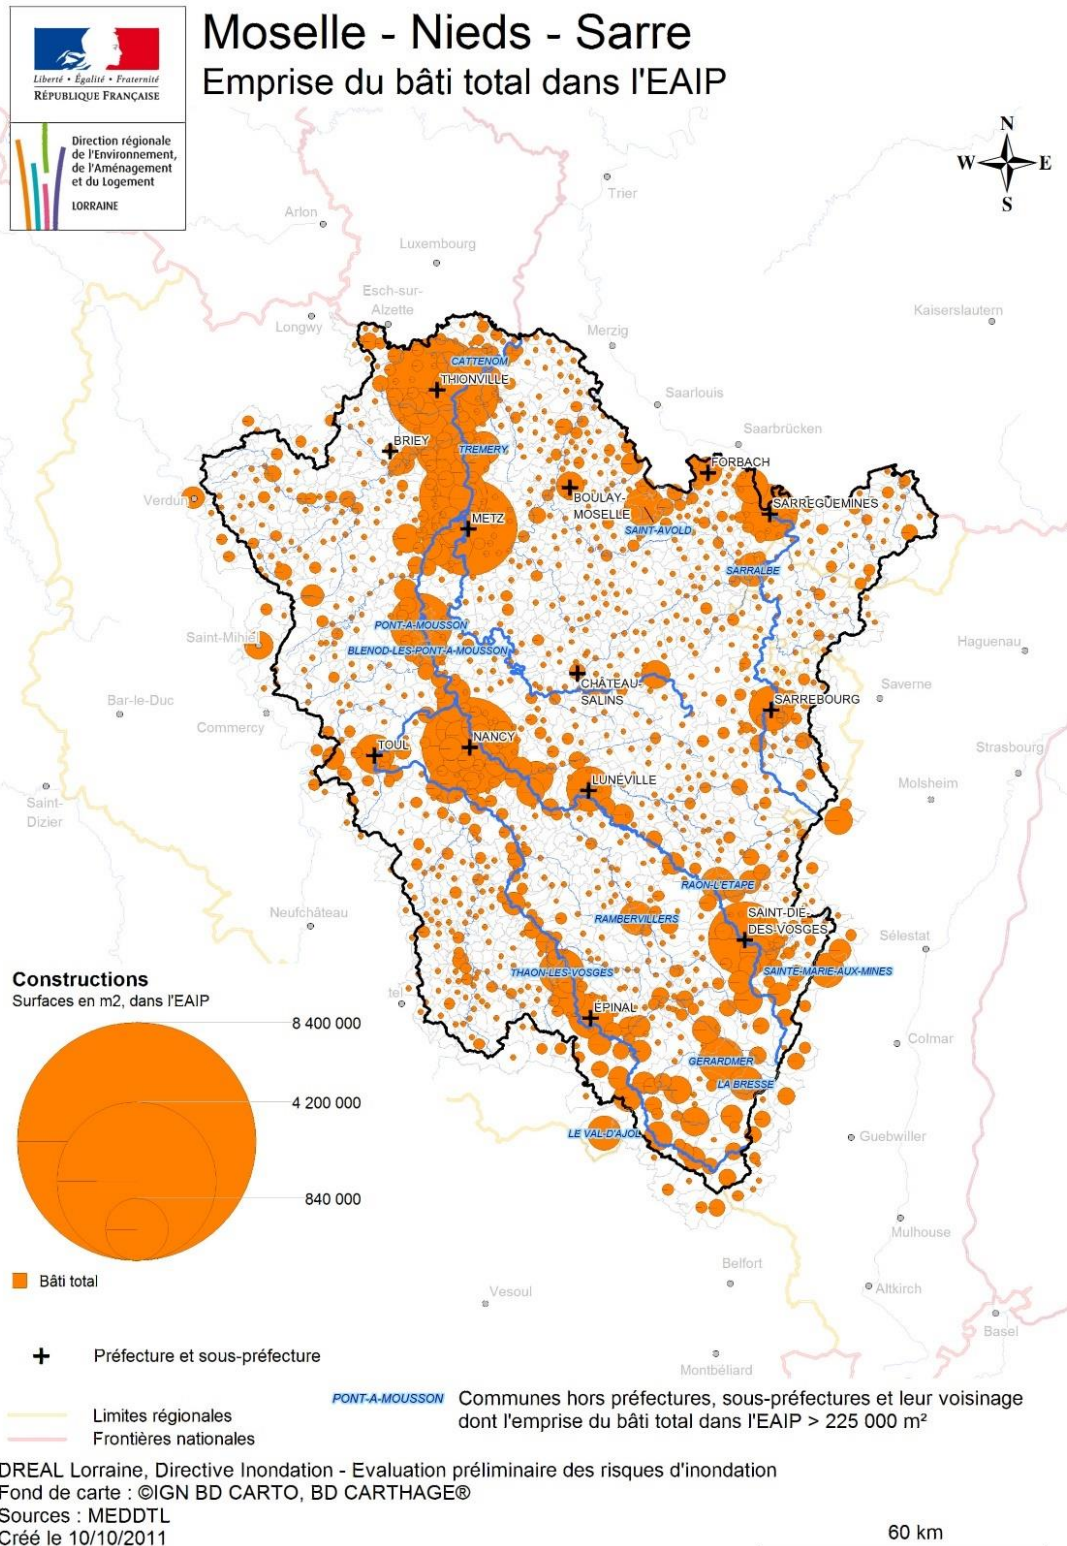 Moselle - Nieds - Sarre
Emprise du bâti total dans l'EAIP
Liberté • Égalité • Fraternité
RÉPUBLIQUE FRANÇAISE
Direction régionale
de l'Environnement,
de l'Aménagement
et du Logement
LORRAINE
N
W E
S
Trier
Arlon
Luxembourg
Esch-sur-
Alzette
Longwy
Kaiserslautern
Merzig
CATTENOM
THIONVILLE
Saarlouis
Saarbrücken
BRIEY
TREMERY
FORBACH
Verdun
BOULAY-
MOSELLE
SARREGUEMINES
METZ
SAINT-AVOLD
SARRALBE
PONT-A-MOUSSON
Saint-Mihiel
BLENOD-LES-PONT-A-MOUSSON
Haguenau
CHÂTEAU-
SALINS
Bar-le-Duc
SARREBOURG
Saverne
Commercy
NANCY
TOUL
Strasbourg
LUNÉVILLE
Molsheim
Saint-
Dizier
RAON-L'ETAPE
Neufchâteau
RAMBERVILLERS
SAINT-DIE-
DES-VOSGES
Sélestat
THAON-LES-VOSGES
SAINTE-MARIE-AUX-MINES
Constructions
Surfaces en m2, dans l'EAIP
tel
ÉPINAL
8 400 000
Colmar
GERARDMER
LA BRESSE
4 200 000
LE VAL-D'AJOL
Guebwiller
840 000
Mulhouse
Belfort
Bâti total
Altkirch
Vesoul
Basel
Préfecture et sous-préfecture
Montbéliard
PONT-A-MOUSSON Communes hors préfectures, sous-préfectures et leur voisinage
dont l'emprise du bâti total dans l'EAIP > 225 000 m²
Limites régionales
Frontières nationales
DREAL Lorraine, Directive Inondation - Evaluation préliminaire des risques d'inondation
Fond de carte : ©IGN BD CARTO, BD CARTHAGE®
Sources : MEDDTL
Créé le 10/10/2011
60 km